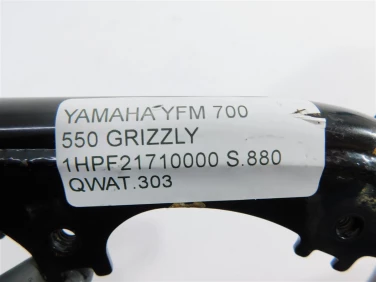 YAMAHA YFM 700
550 GRIZZLY
1HPF21710000 S.880
QWAT.303